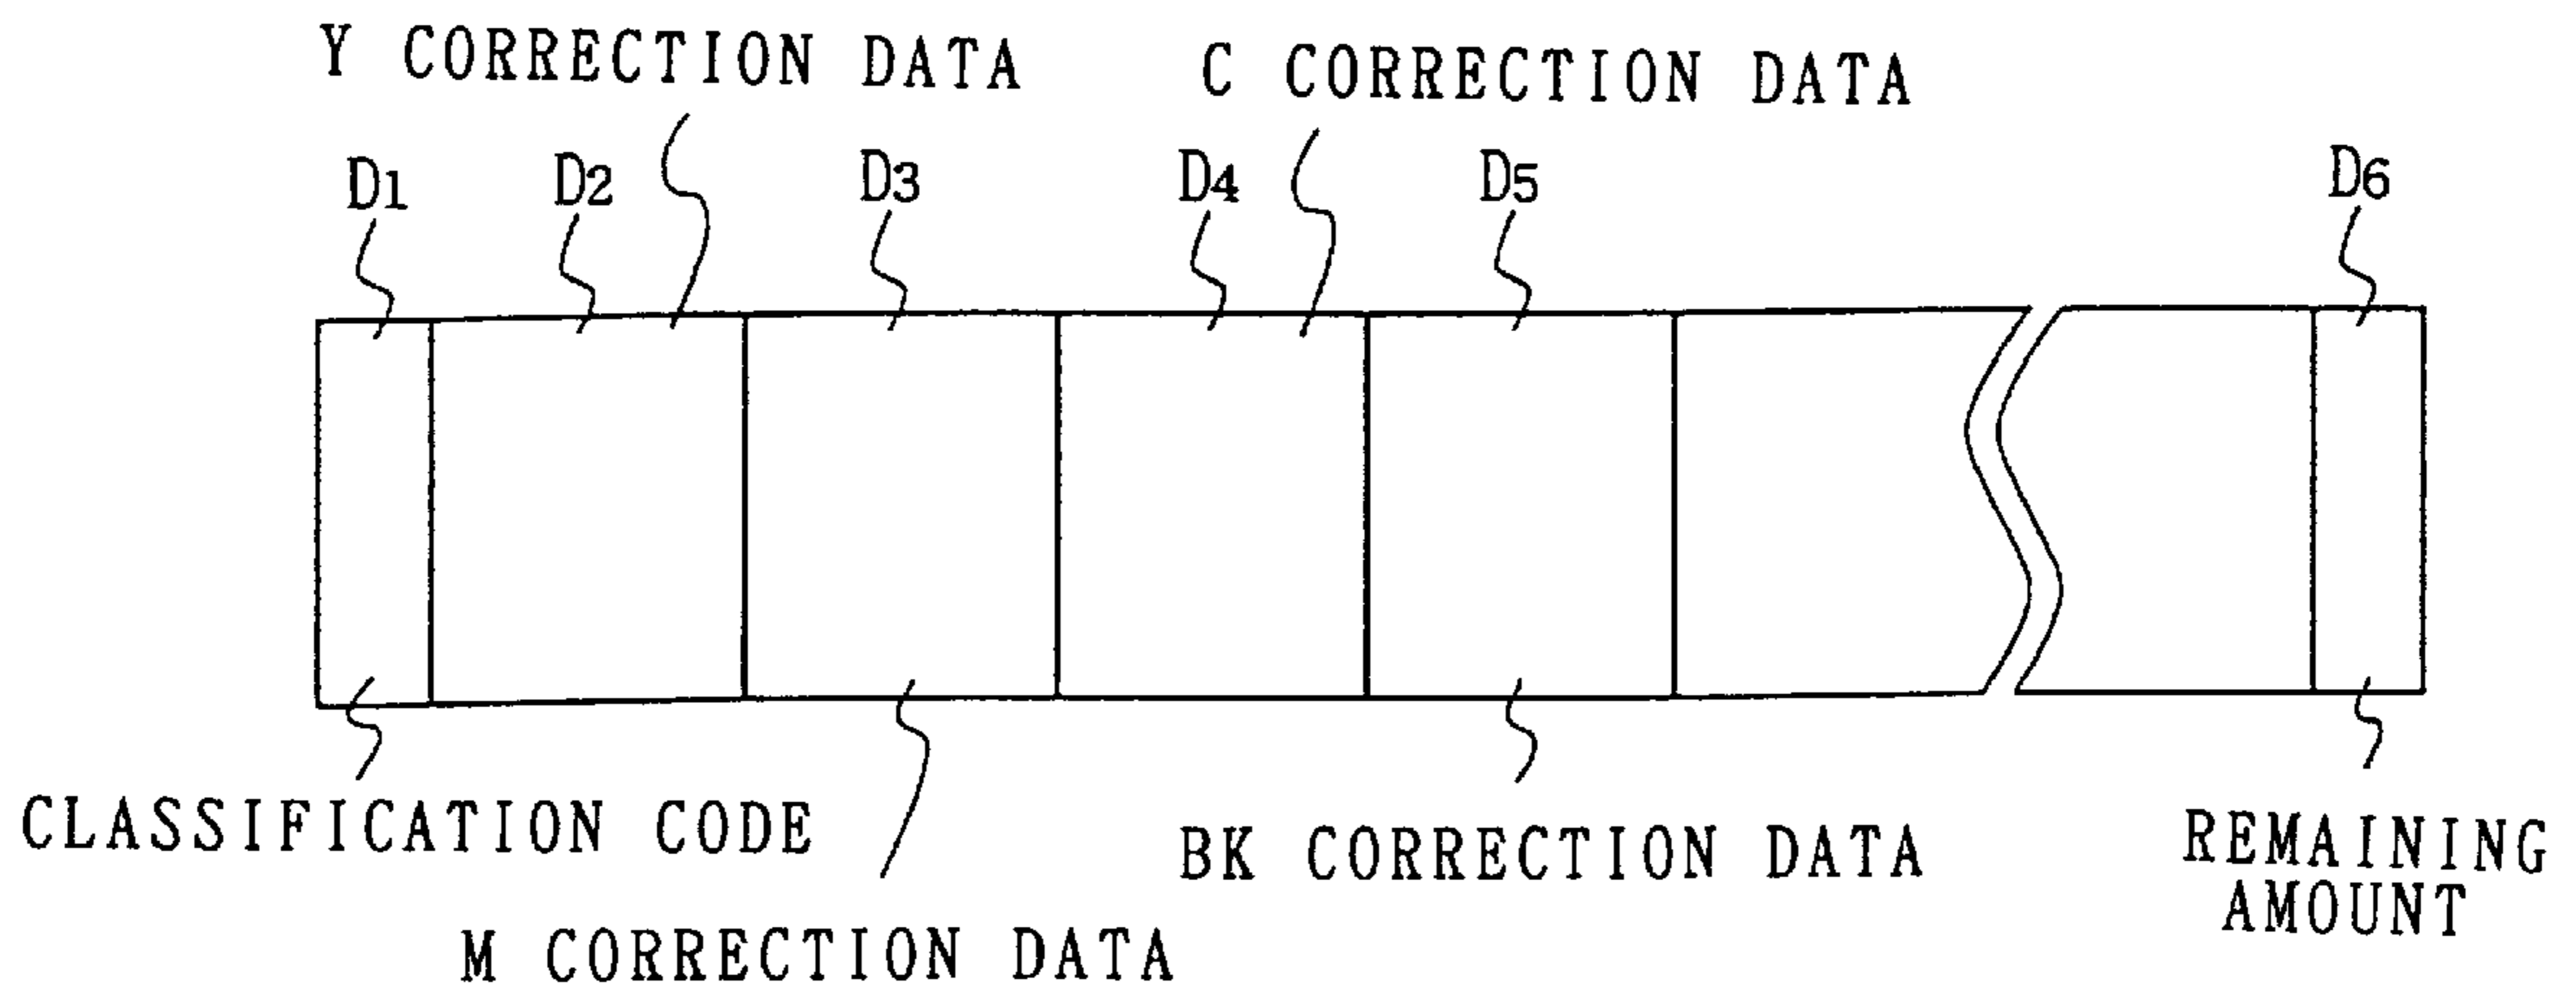 Y CORRECTION DATA
C CORRECTION DATA
D1
D2
D3
D4
D5
D6
CLASSIFICATION CODE
M CORRECTION DATA
BK CORRECTION DATA
REMAINING
AMOUNT